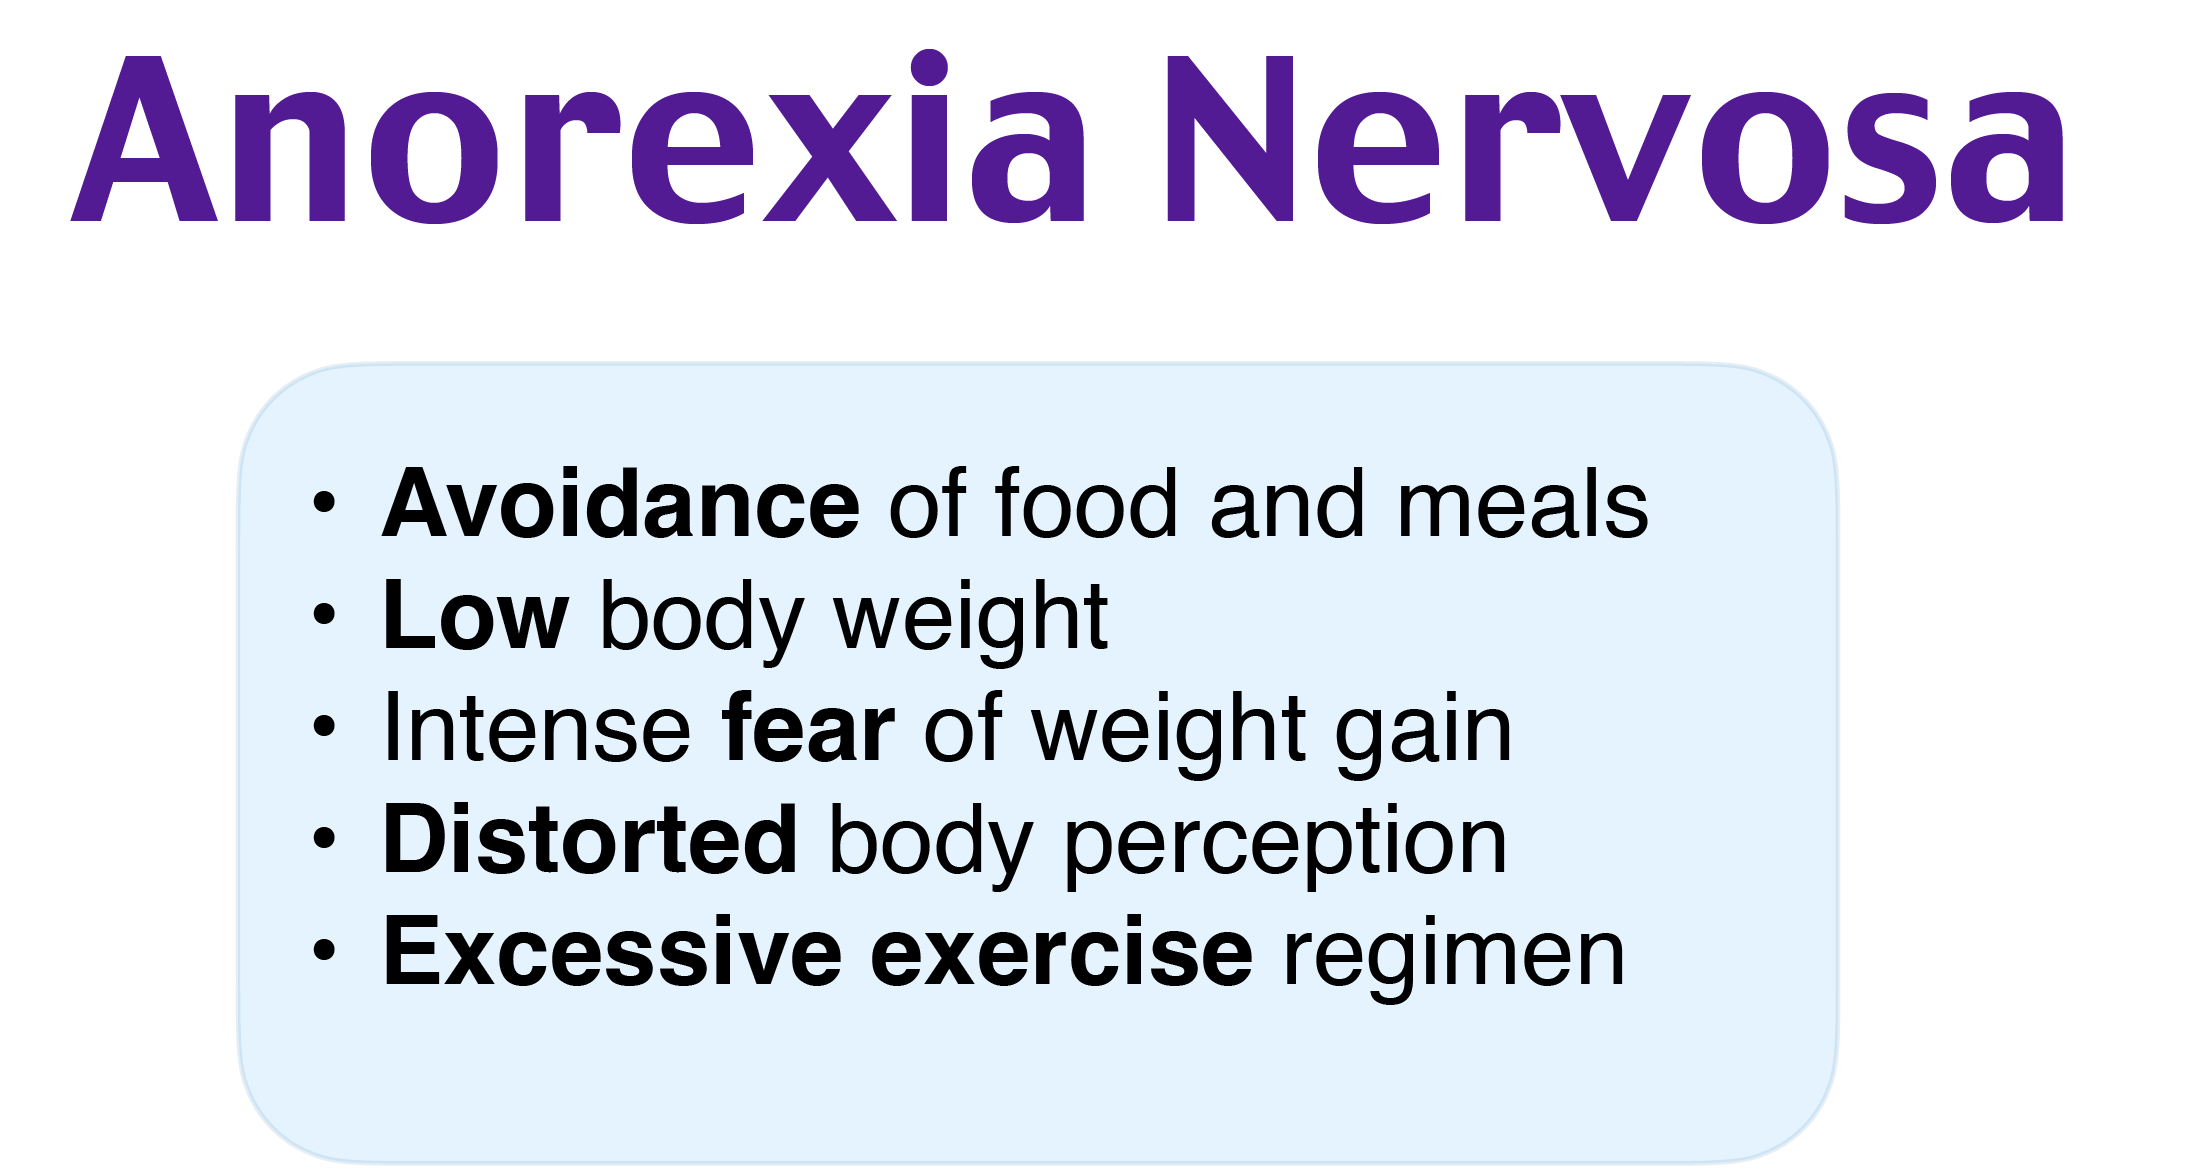 Anorexia Nervosa
• Avoidance of food and meals
• Low body weight
• Intense fear of weight gain
• Distorted body perception
• Excessive exercise regimen